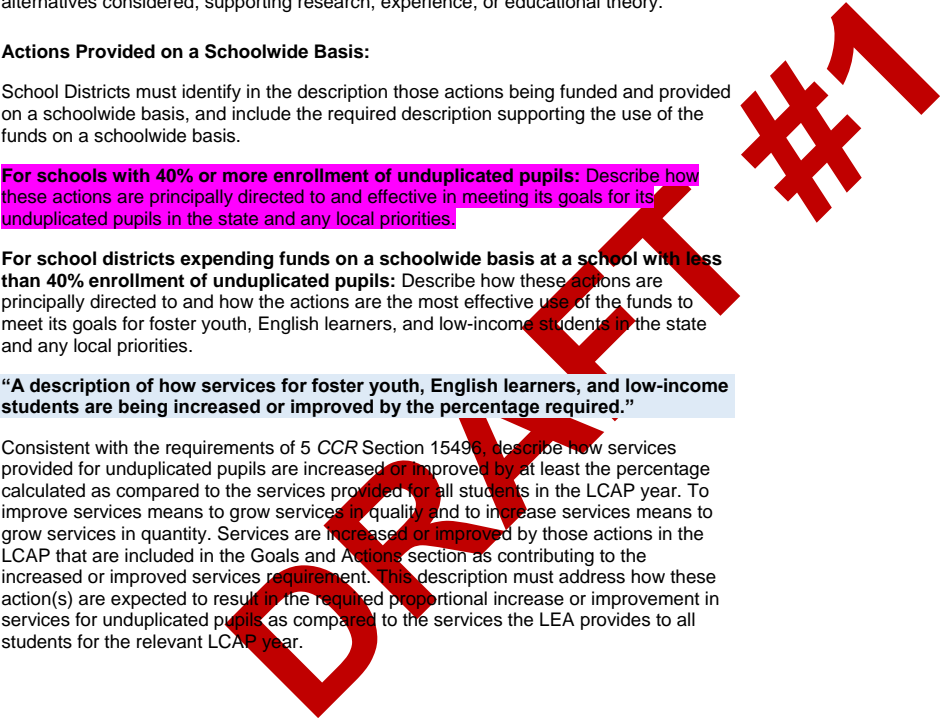 alternatives considered, supporting research, experience, or educational theory.
Actions Provided on a Schoolwide Basis:
School Districts must identify in the description those actions being funded and provided
on a schoolwide basis, and include the required description supporting the use of the
funds on a schoolwide basis.
For schools with 40% or more enrollment of unduplicated pupils: Describe how
these actions are principally directed to and effective in meeting its goals for its
unduplicated pupils in the state and any local priorities.
For school districts expending funds on a schoolwide basis at a school with less
than 40% enrollment of unduplicated pupils: Describe how these actions are
principally directed to and how the actions are the most effective use of the funds to
meet its goals for foster youth, English learners, and low-income students in the state
and any local priorities.
“A description of how services for foster youth, English learners, and low-income
students are being increased or improved by the percentage required.”
Consistent with the requirements of 5 CCR Section 15496, describe how services
provided for unduplicated pupils are increased or improved by at least the percentage
calculated as compared to the services provided for all students in the LCAP year. To
improve services means to grow services in quality and to increase services means to
grow services in quantity. Services are increased or improved by those actions in the
LCAP that are included in the Goals and Actions section as contributing to the
increased or improved services requirement. This description must address how these
action(s) are expected to result in the required proportional increase or improvement in
services for unduplicated pupils as compared to the services the LEA provides to all
students for the relevant LCAP year.
DRAFT #1